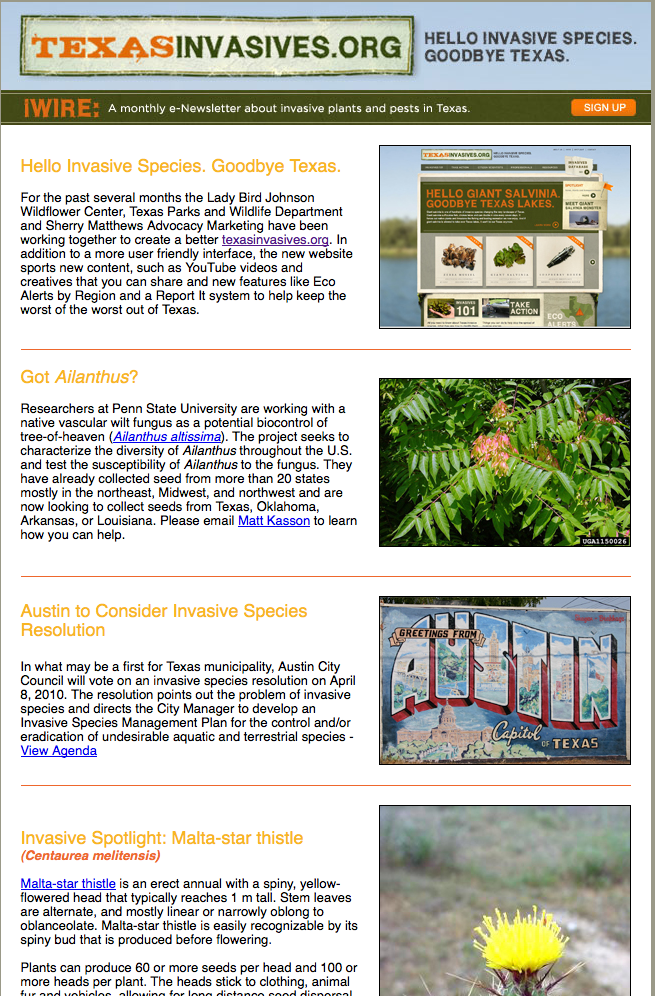 TEXASINVASIVES.ORG
HELLO INVASIVE SPECIES.
GOODBYE TEXAS.
iWIRE: A monthly e-Newsletter about invasive plants and pests in Texas.
SIGN UP
Hello Invasive Species. Goodbye Texas.
For the past several months the Lady Bird Johnson
Wildflower Center, Texas Parks and Wildlife Department
and Sherry Matthews Advocacy Marketing have been
working together to create a better texasinvasives.org. In
addition to a more user friendly interface, the new website
sports new content, such as YouTube videos and
creatives that you can share and new features like Eco
Alerts by Region and a Report It system to help keep the
worst of the worst out of Texas.
TEXASINVASIVES.ORG
INVASIVES
DATABASE
HELLO GIANT SALVINIA.
GOODBYE TEXAS LAKES.
SPOTLIGHT
MEET GIANT
SALVINIA MONSTER
GIANT SALVINIA
INVASIVES
101
TAKE
ACTION
ECO
ALERTS
Got Ailanthus?
Researchers at Penn State University are working with a
native vascular wilt fungus as a potential biocontrol of
tree-of-heaven (Ailanthus altissima). The project seeks to
characterize the diversity of Ailanthus throughout the U.S.
and test the susceptibility of Ailanthus to the fungus. They
have already collected seed from more than 20 states
mostly in the northeast, Midwest, and northwest and are
now looking to collect seeds from Texas, Oklahoma,
Arkansas, or Louisiana. Please email Matt Kasson to learn
how you can help.
UGA1150026
Austin to Consider Invasive Species
Resolution
In what may be a first for Texas municipality, Austin City
Council will vote on an invasive species resolution on April
8, 2010. The resolution points out the problem of invasive
species and directs the City Manager to develop an
Invasive Species Management Plan for the control and/or
eradication of undesirable aquatic and terrestrial species -
View Agenda
GREETINGS FROM
AUSTIN
Capitol OF TEXAS
Invasive Spotlight: Malta-star thistle
(Centaurea melitensis)
Malta-star thistle is an erect annual with a spiny, yellow-
flowered head that typically reaches 1 m tall. Stem leaves
are alternate, and mostly linear or narrowly oblong to
oblanceolate. Malta-star thistle is easily recognizable by its
spiny bud that is produced before flowering.
Plants can produce 60 or more seeds per head and 100 or
more heads per plant. The heads stick to clothing, animal
fur and vehicles, allowing for long distance seed dispersal.